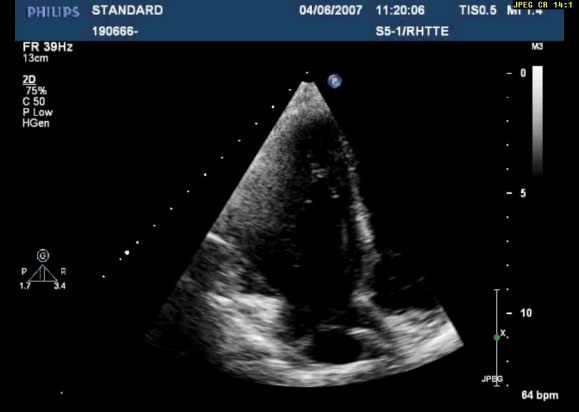 JPEG CR 14:1
PHILIPS STANDARD 04/06/2007 11:20:06 TIS0.5 MI 1.4
190666- S5-1/RHTTE
FR 39Hz
13cm
M3
2D
75%
C 50
P Low
HGen
P
0
5
G
P R
1.7 3.4
10
X
JPEG
64 bpm